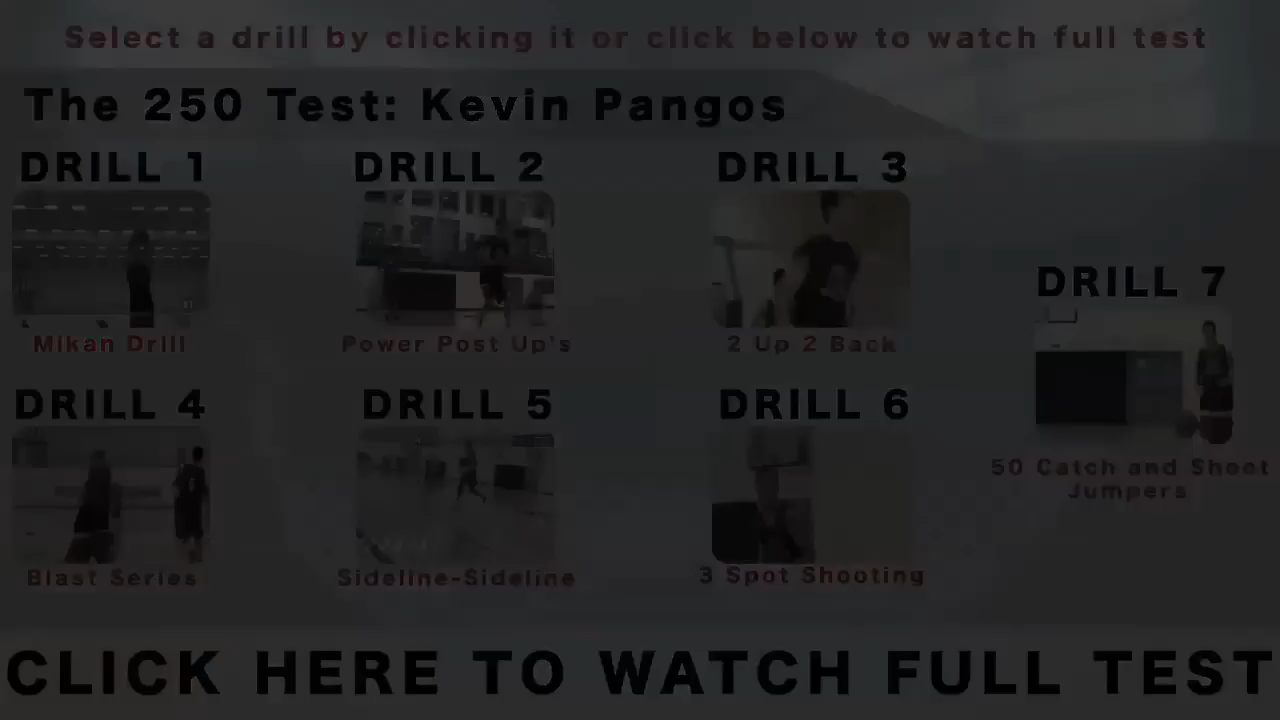 Select a drill by clicking it or click below to watch full test
The 250 Test: Kevin Pangos
DRILL 1
DRILL 2
DRILL 3
Mikan Drill
Power Post Up's
2 Up 2 Back
DRILL 7
50 Catch and Shoot
Jumpers
DRILL 4
DRILL 5
DRILL 6
Blast Series
Sideline-Sideline
3 Spot Shooting
CLICK HERE TO WATCH FULL TEST